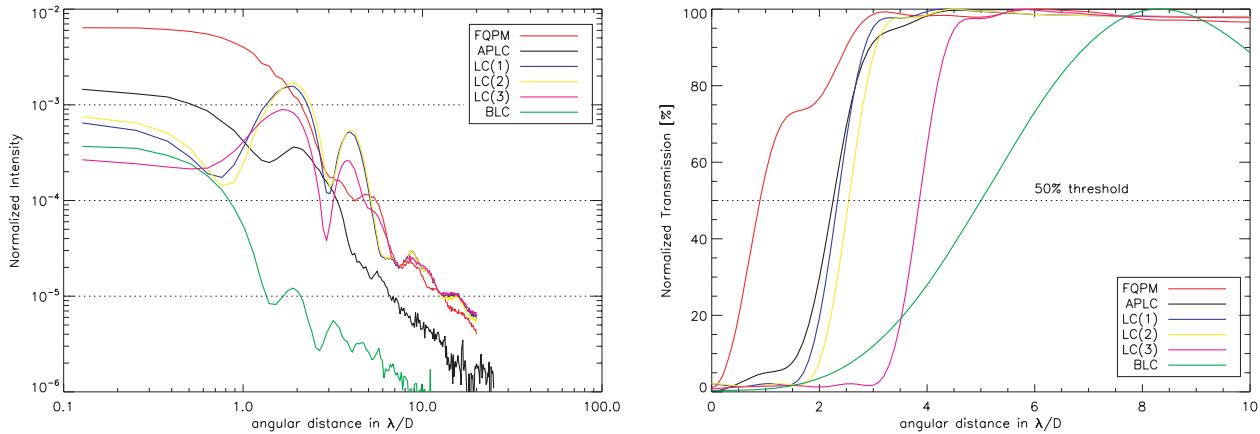 10^-2
10^-3
10^-4
10^-5
10^-6
Normalized Intensity
0.1
1.0
10.0
100.0
angular distance in λ/D
FQPM
APLC
LC(1)
LC(2)
LC(3)
BLC
100
80
60
40
20
0
Normalized Transmission [%]
50% threshold
FQPM
APLC
LC(1)
LC(2)
LC(3)
BLC
0
2
4
6
8
10
angular distance in λ/D